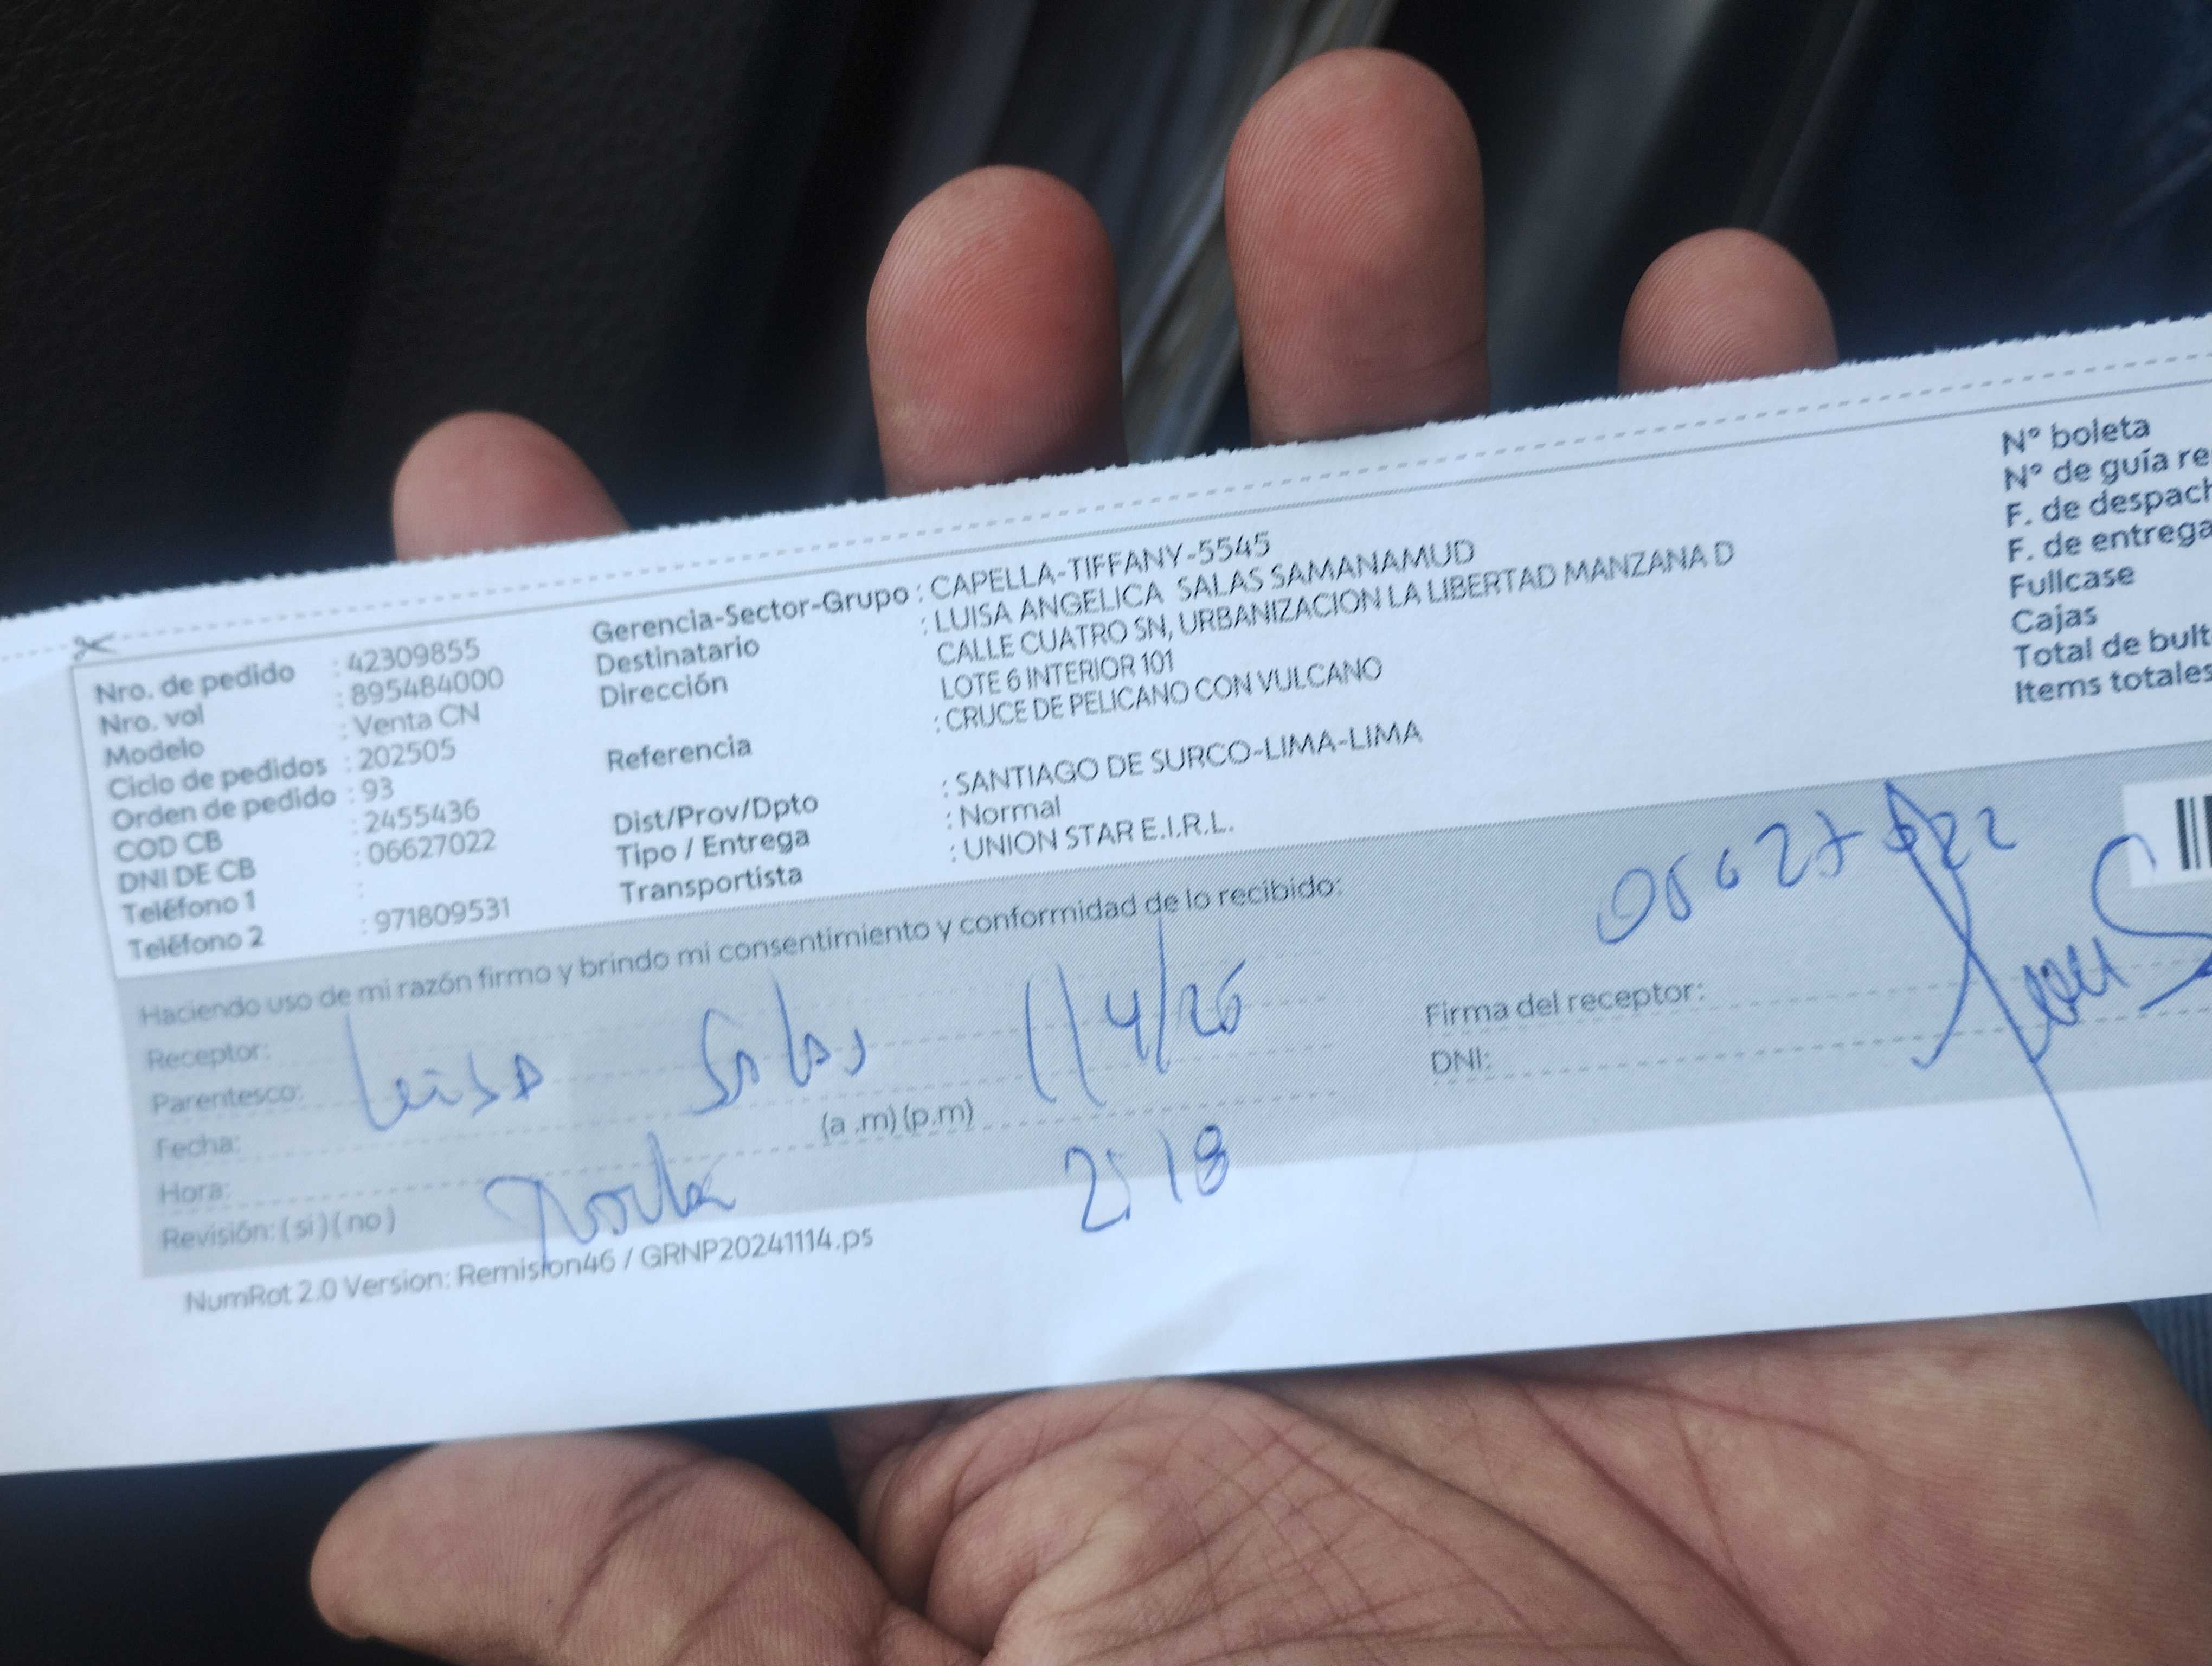 Nro. de pedido : 42309855
Nro. vol : 895484000
Modelo : Venta CN
Ciclo de pedidos : 202505
Orden de pedido : 93
COD CB : 2455436
DNI DE CB : 06627022
Teléfono 1 :
Teléfono 2 : 971809531
Gerencia-Sector-Grupo : CAPELLA-TIFFANY-5545
Destinatario : LUISA ANGELICA SALAS SAMANAMUD
Dirección CALLE CUATRO SN, URBANIZACION LA LIBERTAD MANZANA D
LOTE 6 INTERIOR 101
Referencia : CRUCE DE PELICANO CON VULCANO
Dist/Prov/Dpto : SANTIAGO DE SURCO-LIMA-LIMA
Tipo / Entrega : Normal
Transportista : UNION STAR E.I.R.L.
N° boleta
N° de guía re
F. de despach
F. de entrega
Fullcase
Cajas
Total de bult
Items totales
Haciendo uso de mi razón firmo y brindo mi consentimiento y conformidad de lo recibido:
Receptor:
Parentesco: Luisa Salas 11/4/25
Fecha:
Hora: (a .m) (p.m)
Revisión: ( si ) ( no ) 2:18
Firma del receptor:
DNI:
NumRot 2.0 Version: Remision46 / GRNP20241114.ps